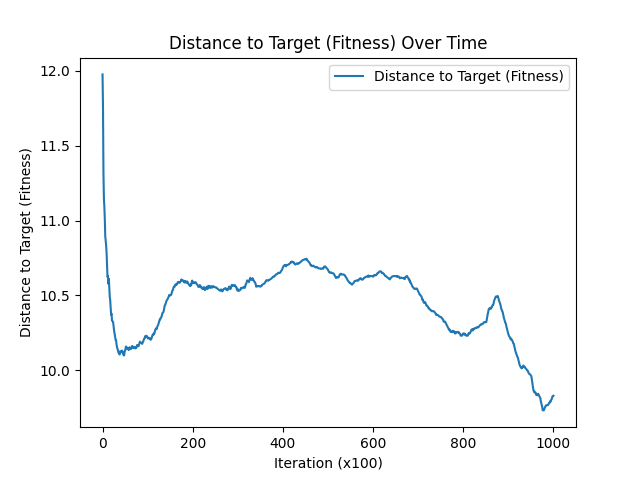 Distance to Target (Fitness) Over Time
Distance to Target (Fitness)
12.0
11.5
11.0
10.5
10.0
Distance to Target (Fitness)
0 200 400 600 800 1000
Iteration (x100)